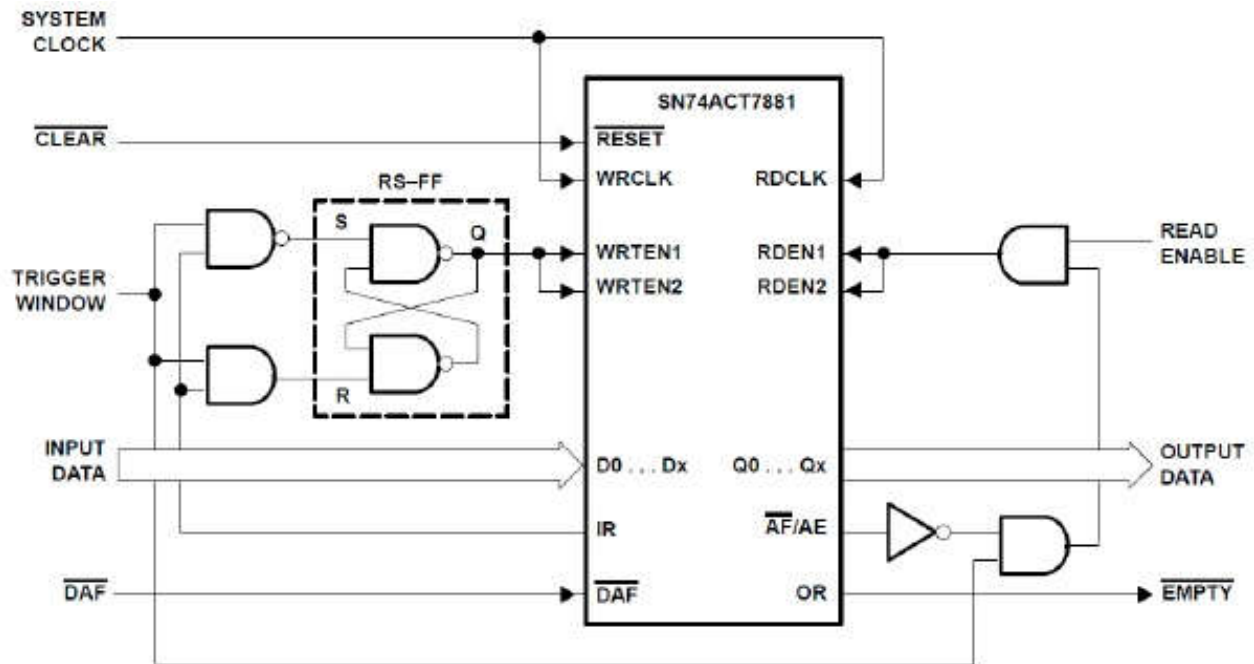 SYSTEM
CLOCK
SN74ACT7881
CLEAR
RESET
WRCLK
RDCLK
RS–FF
S
Q
WRTEN1
RDEN1
READ
ENABLE
TRIGGER
WINDOW
WRTEN2
RDEN2
R
INPUT
DATA
D0 . . . Dx
Q0 . . . Qx
OUTPUT
DATA
IR
AF/AE
DAF
DAF
OR
EMPTY